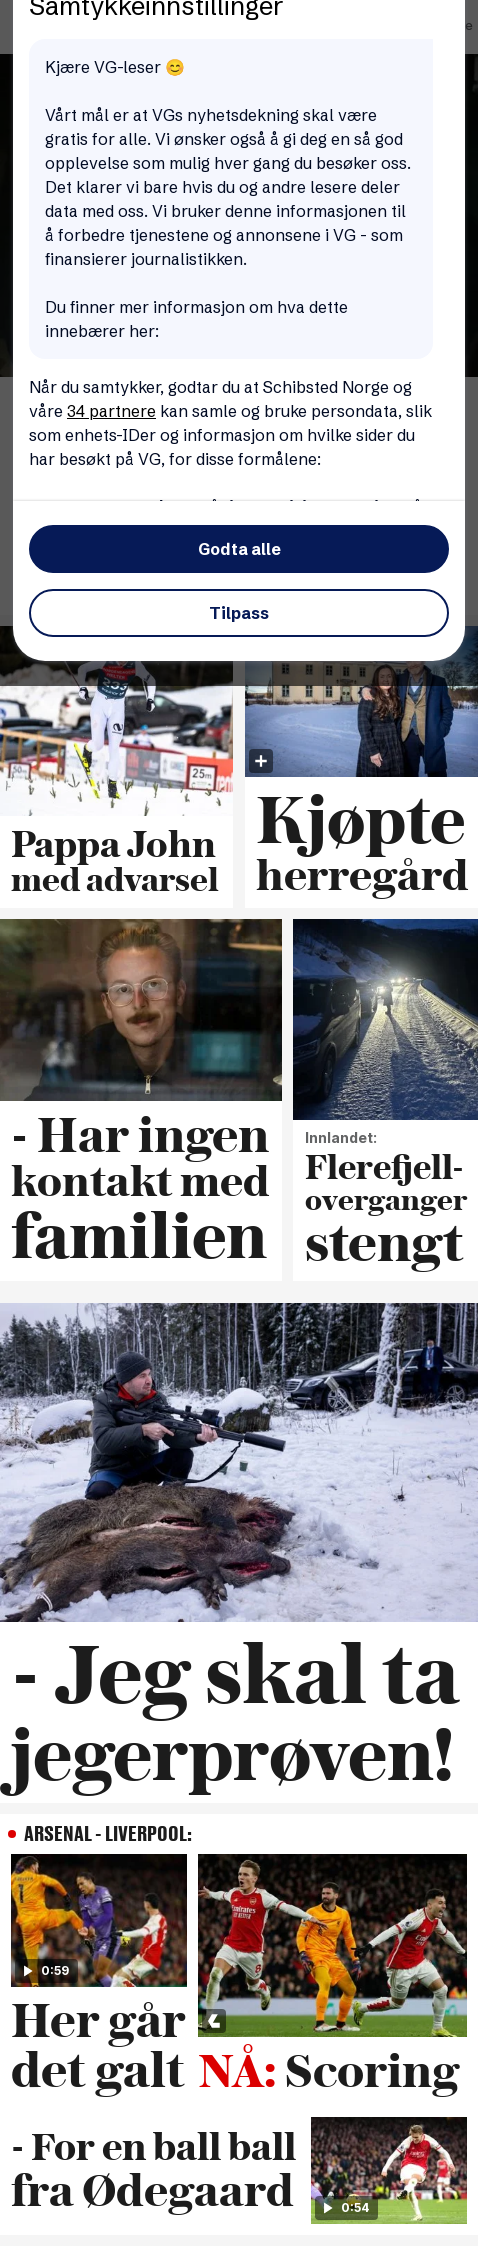 Samtykkeinnstillinger
Kjære VG-leser 😊
Vårt mål er at VGs nyhetsdekning skal være
gratis for alle. Vi ønsker også å gi deg en så god
opplevelse som mulig hver gang du besøker oss.
Det klarer vi bare hvis du og andre lesere deler
data med oss. Vi bruker denne informasjonen til
å forbedre tjenestene og annonsene i VG - som
finansierer journalistikken.
Du finner mer informasjon om hva dette
innebærer her:
Når du samtykker, godtar du at Schibsted Norge og
våre 34 partnere kan samle og bruke persondata, slik
som enhets-IDer og informasjon om hvilke sider du
har besøkt på VG, for disse formålene:
Godta alle
Tilpass
50m
25m
Pappa John
med advarsel
Kjøpte
herregård
- Har ingen
kontakt med
familien
Innlandet:
Flere fjell-
overganger
stengt
- Jeg skal ta
jegerprøven!
ARSENAL - LIVERPOOL:
0:59
Her går
det galt
NÅ: Scoring
- For en ball ball
fra Ødegaard
0:54